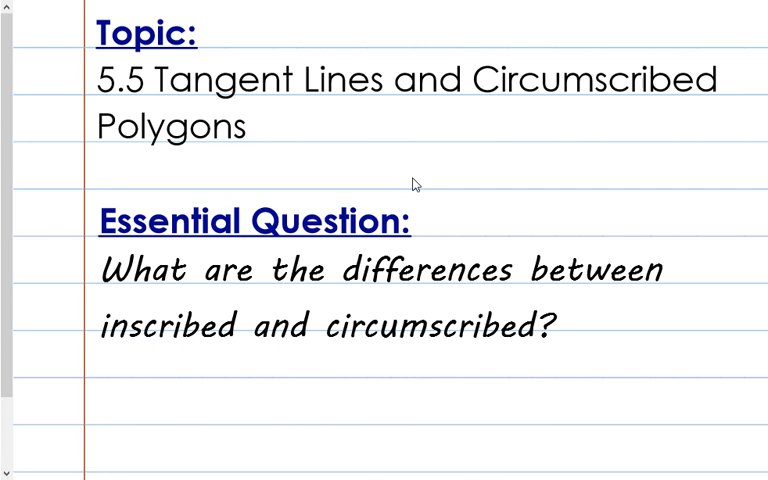 Topic:
5.5 Tangent Lines and Circumscribed
Polygons
Essential Question:
What are the differences between
inscribed and circumscribed?